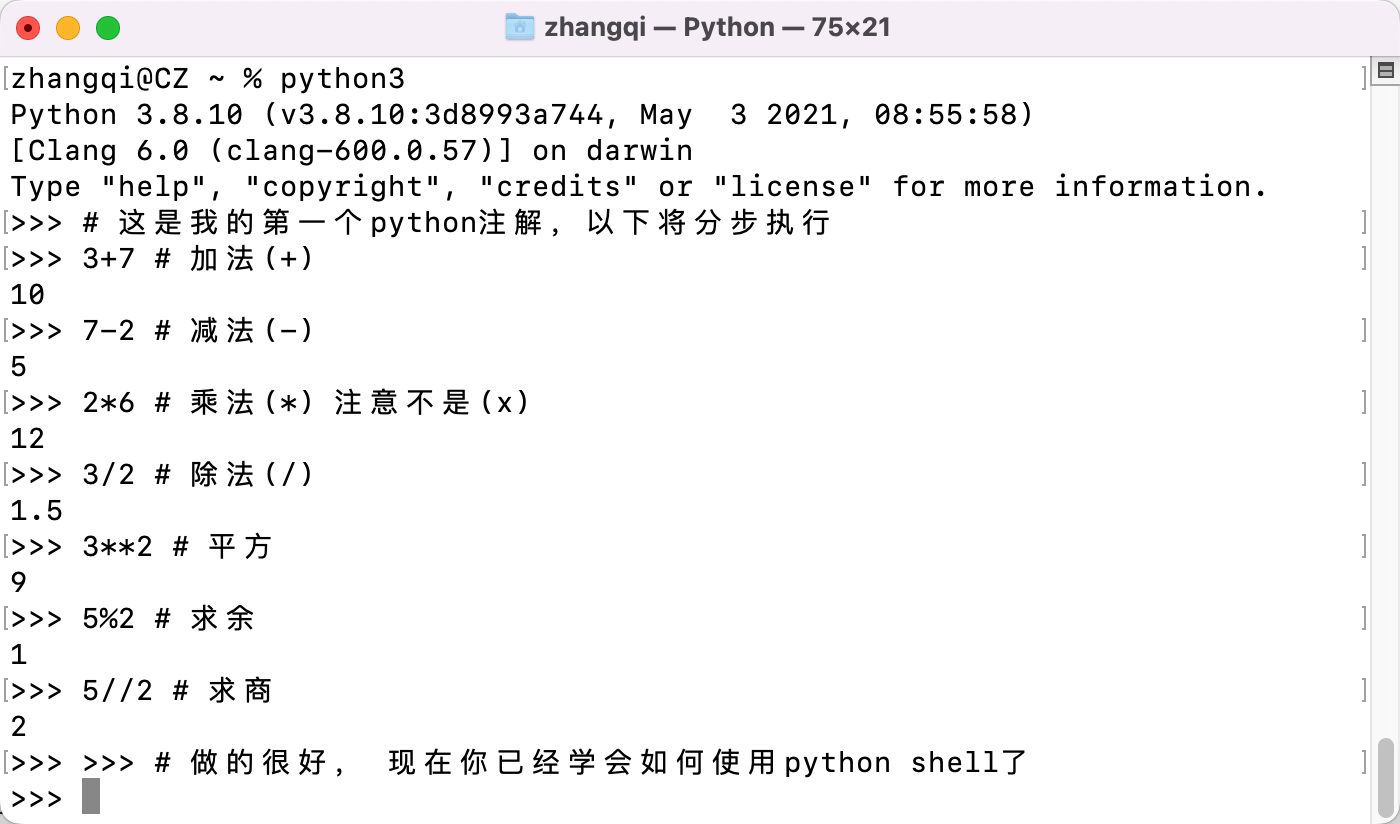 zhangqi — Python — 75×21
zhangqi@CZ ~ % python3
Python 3.8.10 (v3.8.10:3d8993a744, May  3 2021, 08:55:58)
[Clang 6.0 (clang-600.0.57)] on darwin
Type "help", "copyright", "credits" or "license" for more information.
>>> # 这是我的第一个python注解, 以下将分步执行
>>> 3+7 # 加法(+)
10
>>> 7-2 # 减法(-)
5
>>> 2*6 # 乘法(*) 注意不是(x)
12
>>> 3/2 # 除法(/)
1.5
>>> 3**2 # 平方
9
>>> 5%2 # 求余
1
>>> 5//2 # 求商
2
>>> >>> # 做的很好, 现在你已经学会如何使用python shell了
>>>